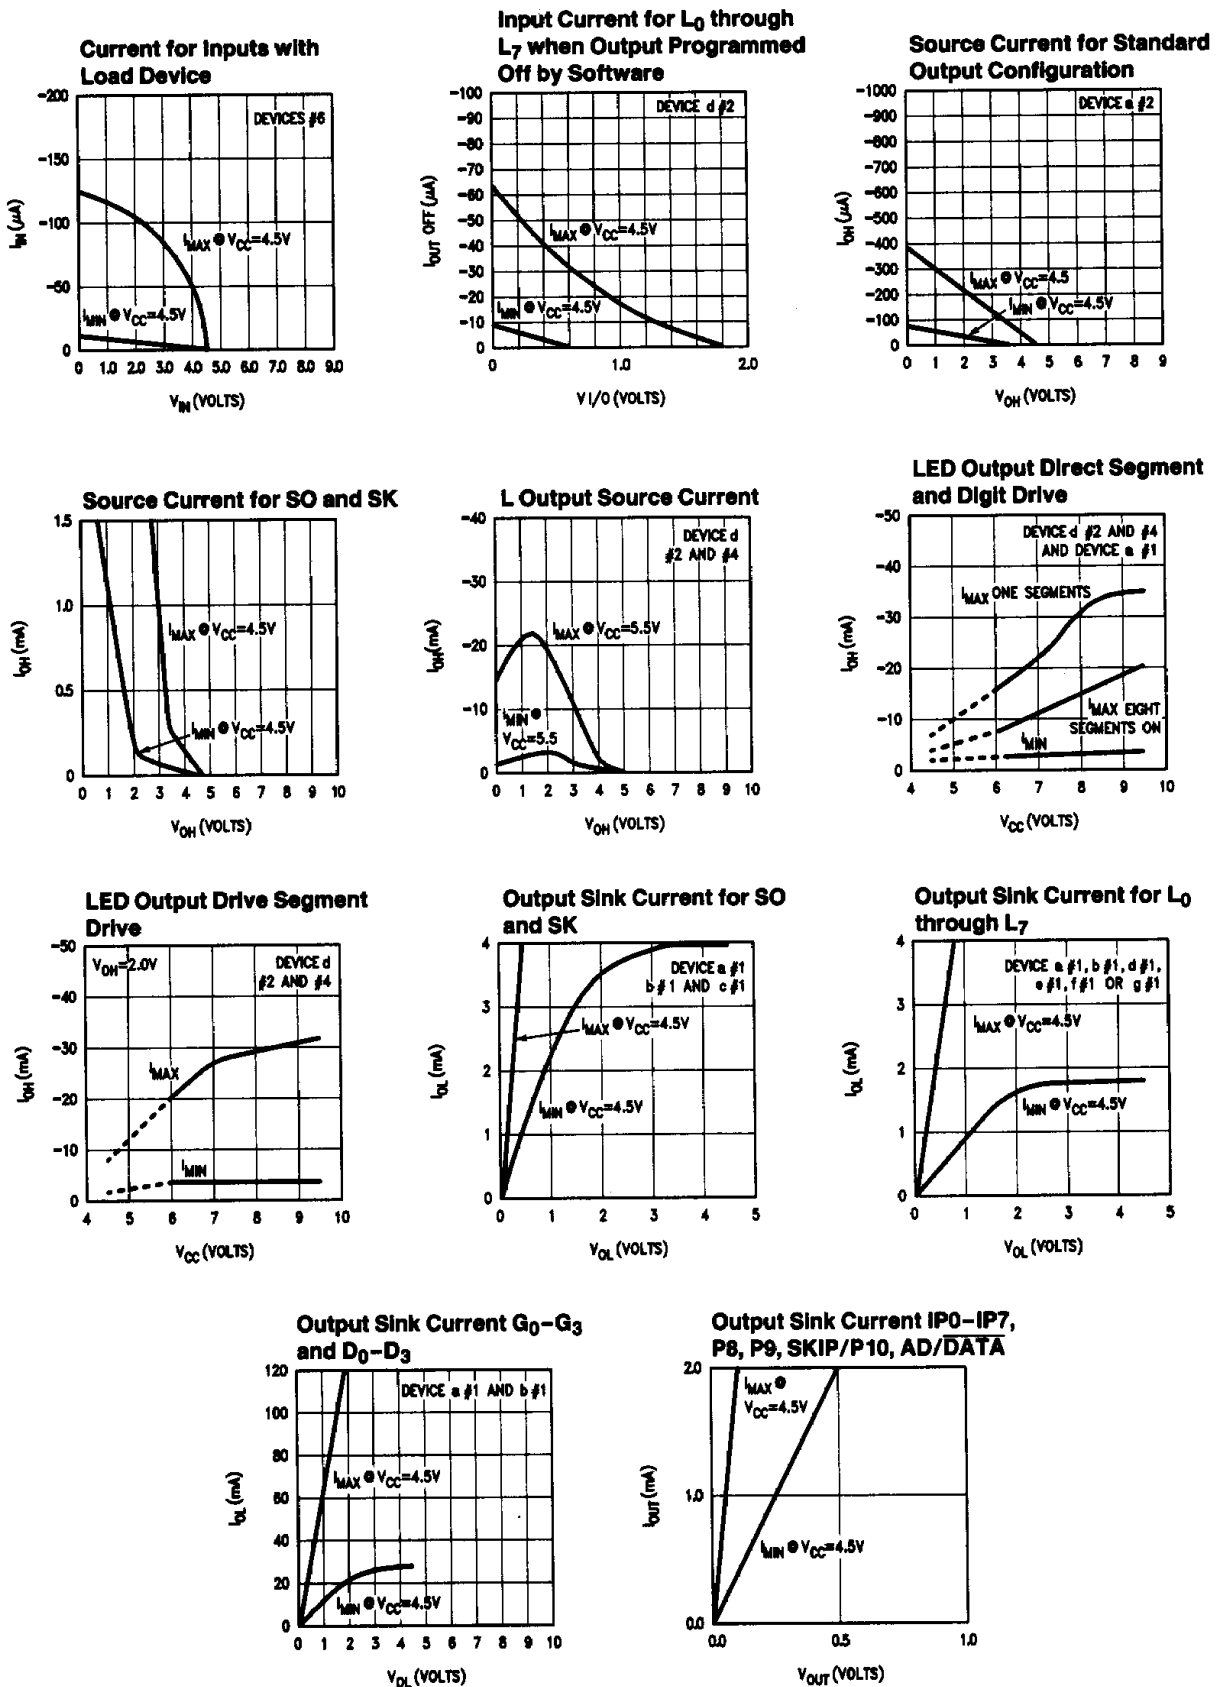 Current for Inputs with
Load Device
-200
-150
-100
-50
0
I_IN (μA)
DEVICES #6
I_MAX @ V_CC=4.5V
I_MIN @ V_CC=4.5V
0 1.0 2.0 3.0 4.0 5.0 6.0 7.0 8.0 9.0
V_IN (VOLTS)
Input Current for L0 through
L7 when Output Programmed
Off by Software
-100
-90
-80
-70
-60
-50
-40
-30
-20
-10
0
I_OUT OFF (μA)
DEVICE d #2
I_MAX @ V_CC=4.5V
I_MIN @ V_CC=4.5V
0 1.0 2.0
V I/O (VOLTS)
Source Current for Standard
Output Configuration
-1000
-900
-800
-700
-600
-500
-400
-300
-200
-100
0
I_OH (μA)
DEVICE a #2
I_MAX @ V_CC=4.5
I_MIN @ V_CC=4.5V
0 1 2 3 4 5 6 7 8 9
V_OH (VOLTS)
Source Current for SO and SK
1.5
1.0
0.5
0
I_OH (mA)
I_MAX @ V_CC=4.5V
I_MIN @ V_CC=4.5V
0 1 2 3 4 5 6 7 8 9 10
V_OH (VOLTS)
L Output Source Current
-40
-30
-20
-10
0
I_OH (mA)
DEVICE d
#2 AND #4
I_MAX @ V_CC=5.5V
I_MIN @
V_CC=5.5
0 1 2 3 4 5 6 7 8 9 10
V_OH (VOLTS)
LED Output Direct Segment
and Digit Drive
-50
-40
-30
-20
-10
0
I_OH (mA)
DEVICE d #2 AND #4
AND DEVICE a #1
I_MAX ONE SEGMENTS
I_MAX EIGHT
SEGMENTS ON
I_MIN
4 5 6 7 8 9 10
V_CC (VOLTS)
LED Output Drive Segment
Drive
-50
-40
-30
-20
-10
0
I_OH (mA)
V_OH=2.0V
DEVICE d
#2 AND #4
I_MAX
I_MIN
4 5 6 7 8 9 10
V_CC (VOLTS)
Output Sink Current for SO
and SK
4
3
2
1
0
I_OL (mA)
DEVICE a #1
b #1 AND c #1
I_MAX @ V_CC=4.5V
I_MIN @ V_CC=4.5V
0 1 2 3 4 5
V_OL (VOLTS)
Output Sink Current for L0
through L7
4
3
2
1
0
I_OL (mA)
DEVICE a #1, b #1, d #1,
e #1, f #1 OR g #1
I_MAX @ V_CC=4.5V
I_MIN @ V_CC=4.5V
0 1 2 3 4 5
V_OL (VOLTS)
Output Sink Current G0–G3
and D0–D3
120
100
80
60
40
20
0
I_OL (mA)
DEVICE a #1 AND b #1
I_MAX @ V_CC=4.5V
I_MIN @ V_CC=4.5V
0 1 2 3 4 5 6 7 8 9 10
V_OL (VOLTS)
Output Sink Current IP0–IP7,
P8, P9, SKIP/P10, AD/DATA
2.0
1.0
0.0
I_OUT (mA)
I_MAX @
V_CC=4.5V
I_MIN @ V_CC=4.5V
0.0 0.5 1.0
V_OUT (VOLTS)